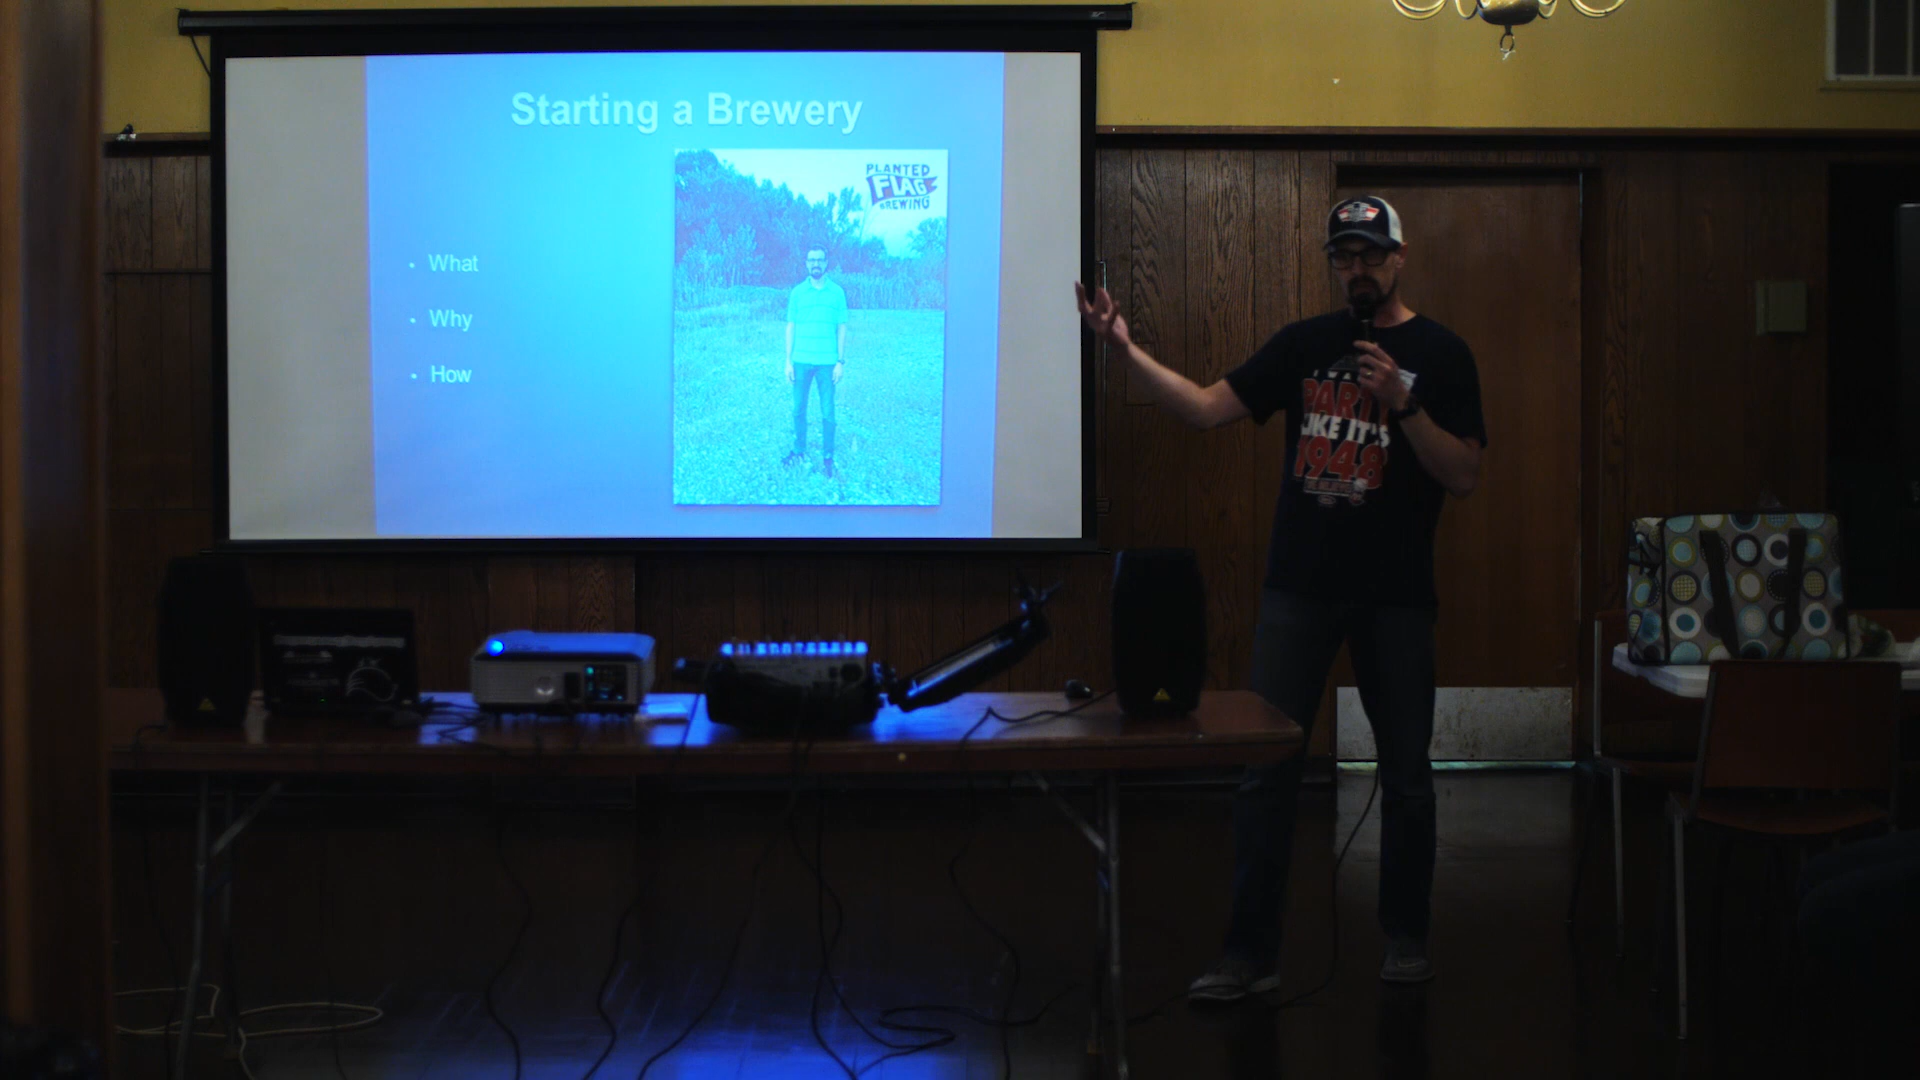 Starting a Brewery
PLANTED
FLAG
BREWING
What
Why
How
PARTY
LIKE IT'S
1948